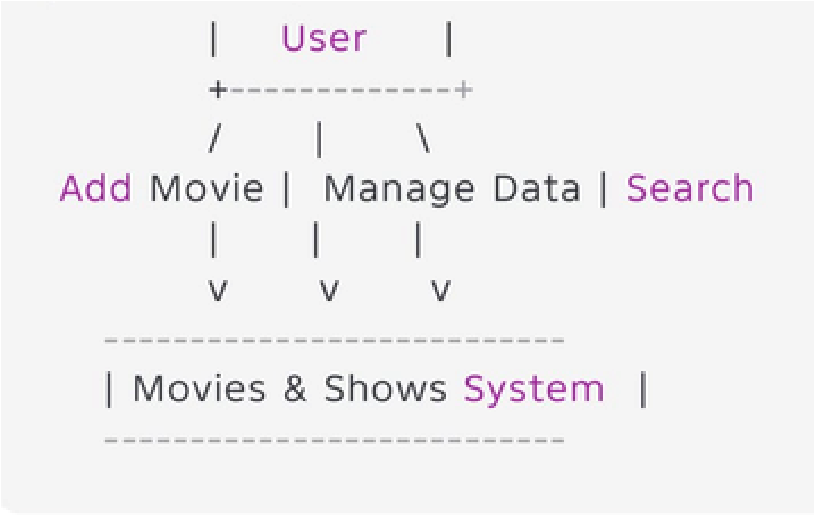 |   User    |
+-------------+
/     |     \
Add Movie |  Manage Data | Search
|     |     |
v     v     v
---------------------------
| Movies & Shows System  |
---------------------------